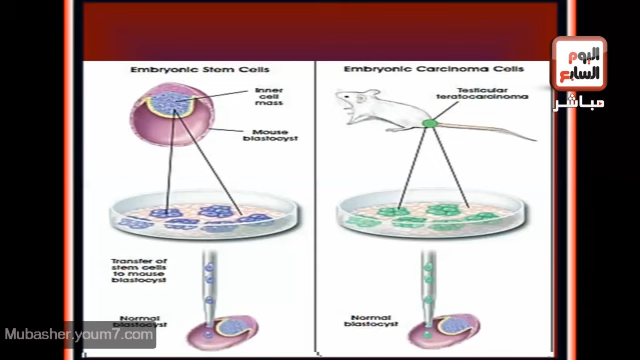 اليوم
السابع
مباشر
Embryonic Stem Cells
Inner
cell
mass
Mouse
blastocyst
Transfer of
stem cells
to mouse
blastocyst
Normal
blastocyst
Embryonic Carcinoma Cells
Testicular
teratocarcinoma
Normal
blastocyst
Mubasher.youm7.com